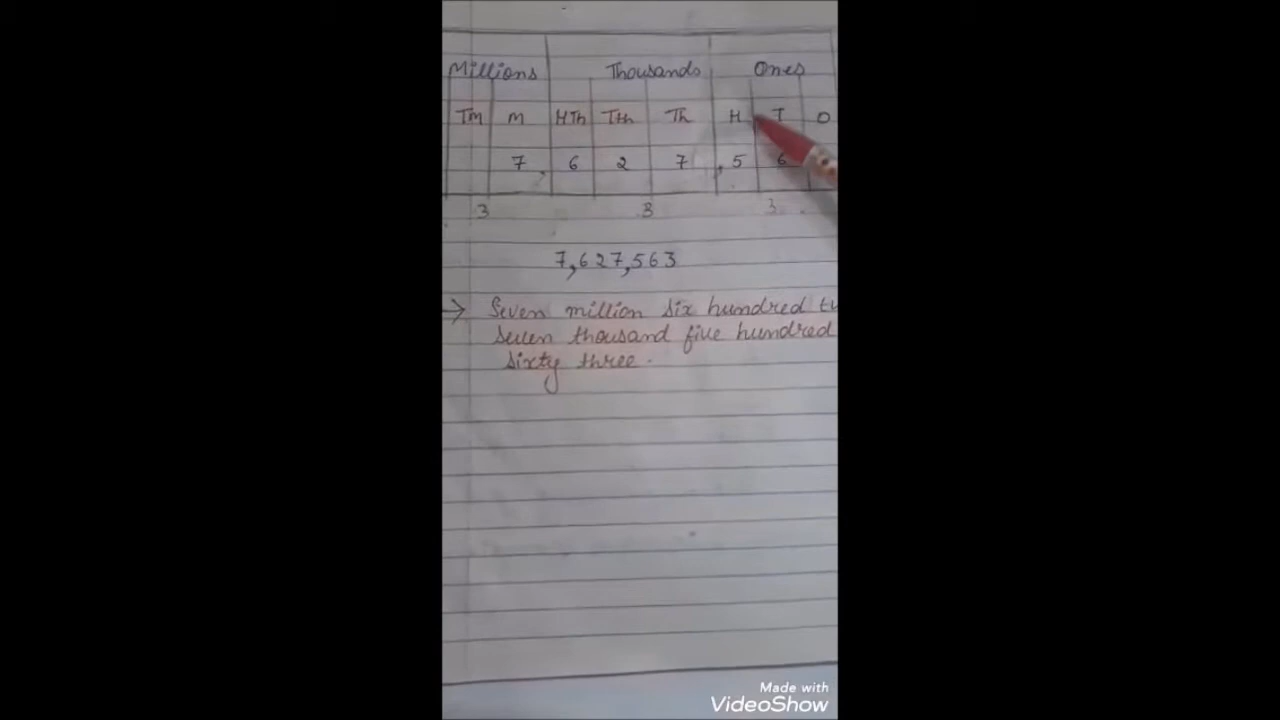 Millions Thousands Ones
Tm M HTh Tth Th H T O
7, 6 2 7 , 5 6
3 3 3
7,627,563
→ Seven million six hundred
seven thousand five hundred
sixty three.
Made with
VideoShow